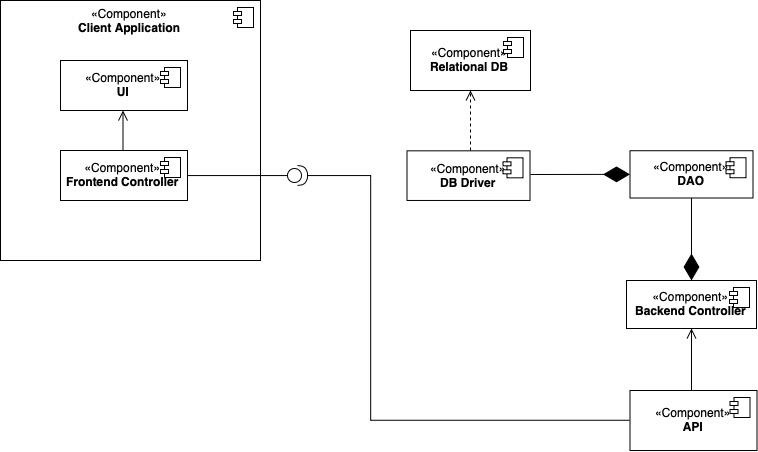 «Component»
Client Application
«Component»
UI
«Component»
Frontend Controller
«Component»
Relational DB
«Component»
DB Driver
«Component»
DAO
«Component»
Backend Controller
«Component»
API